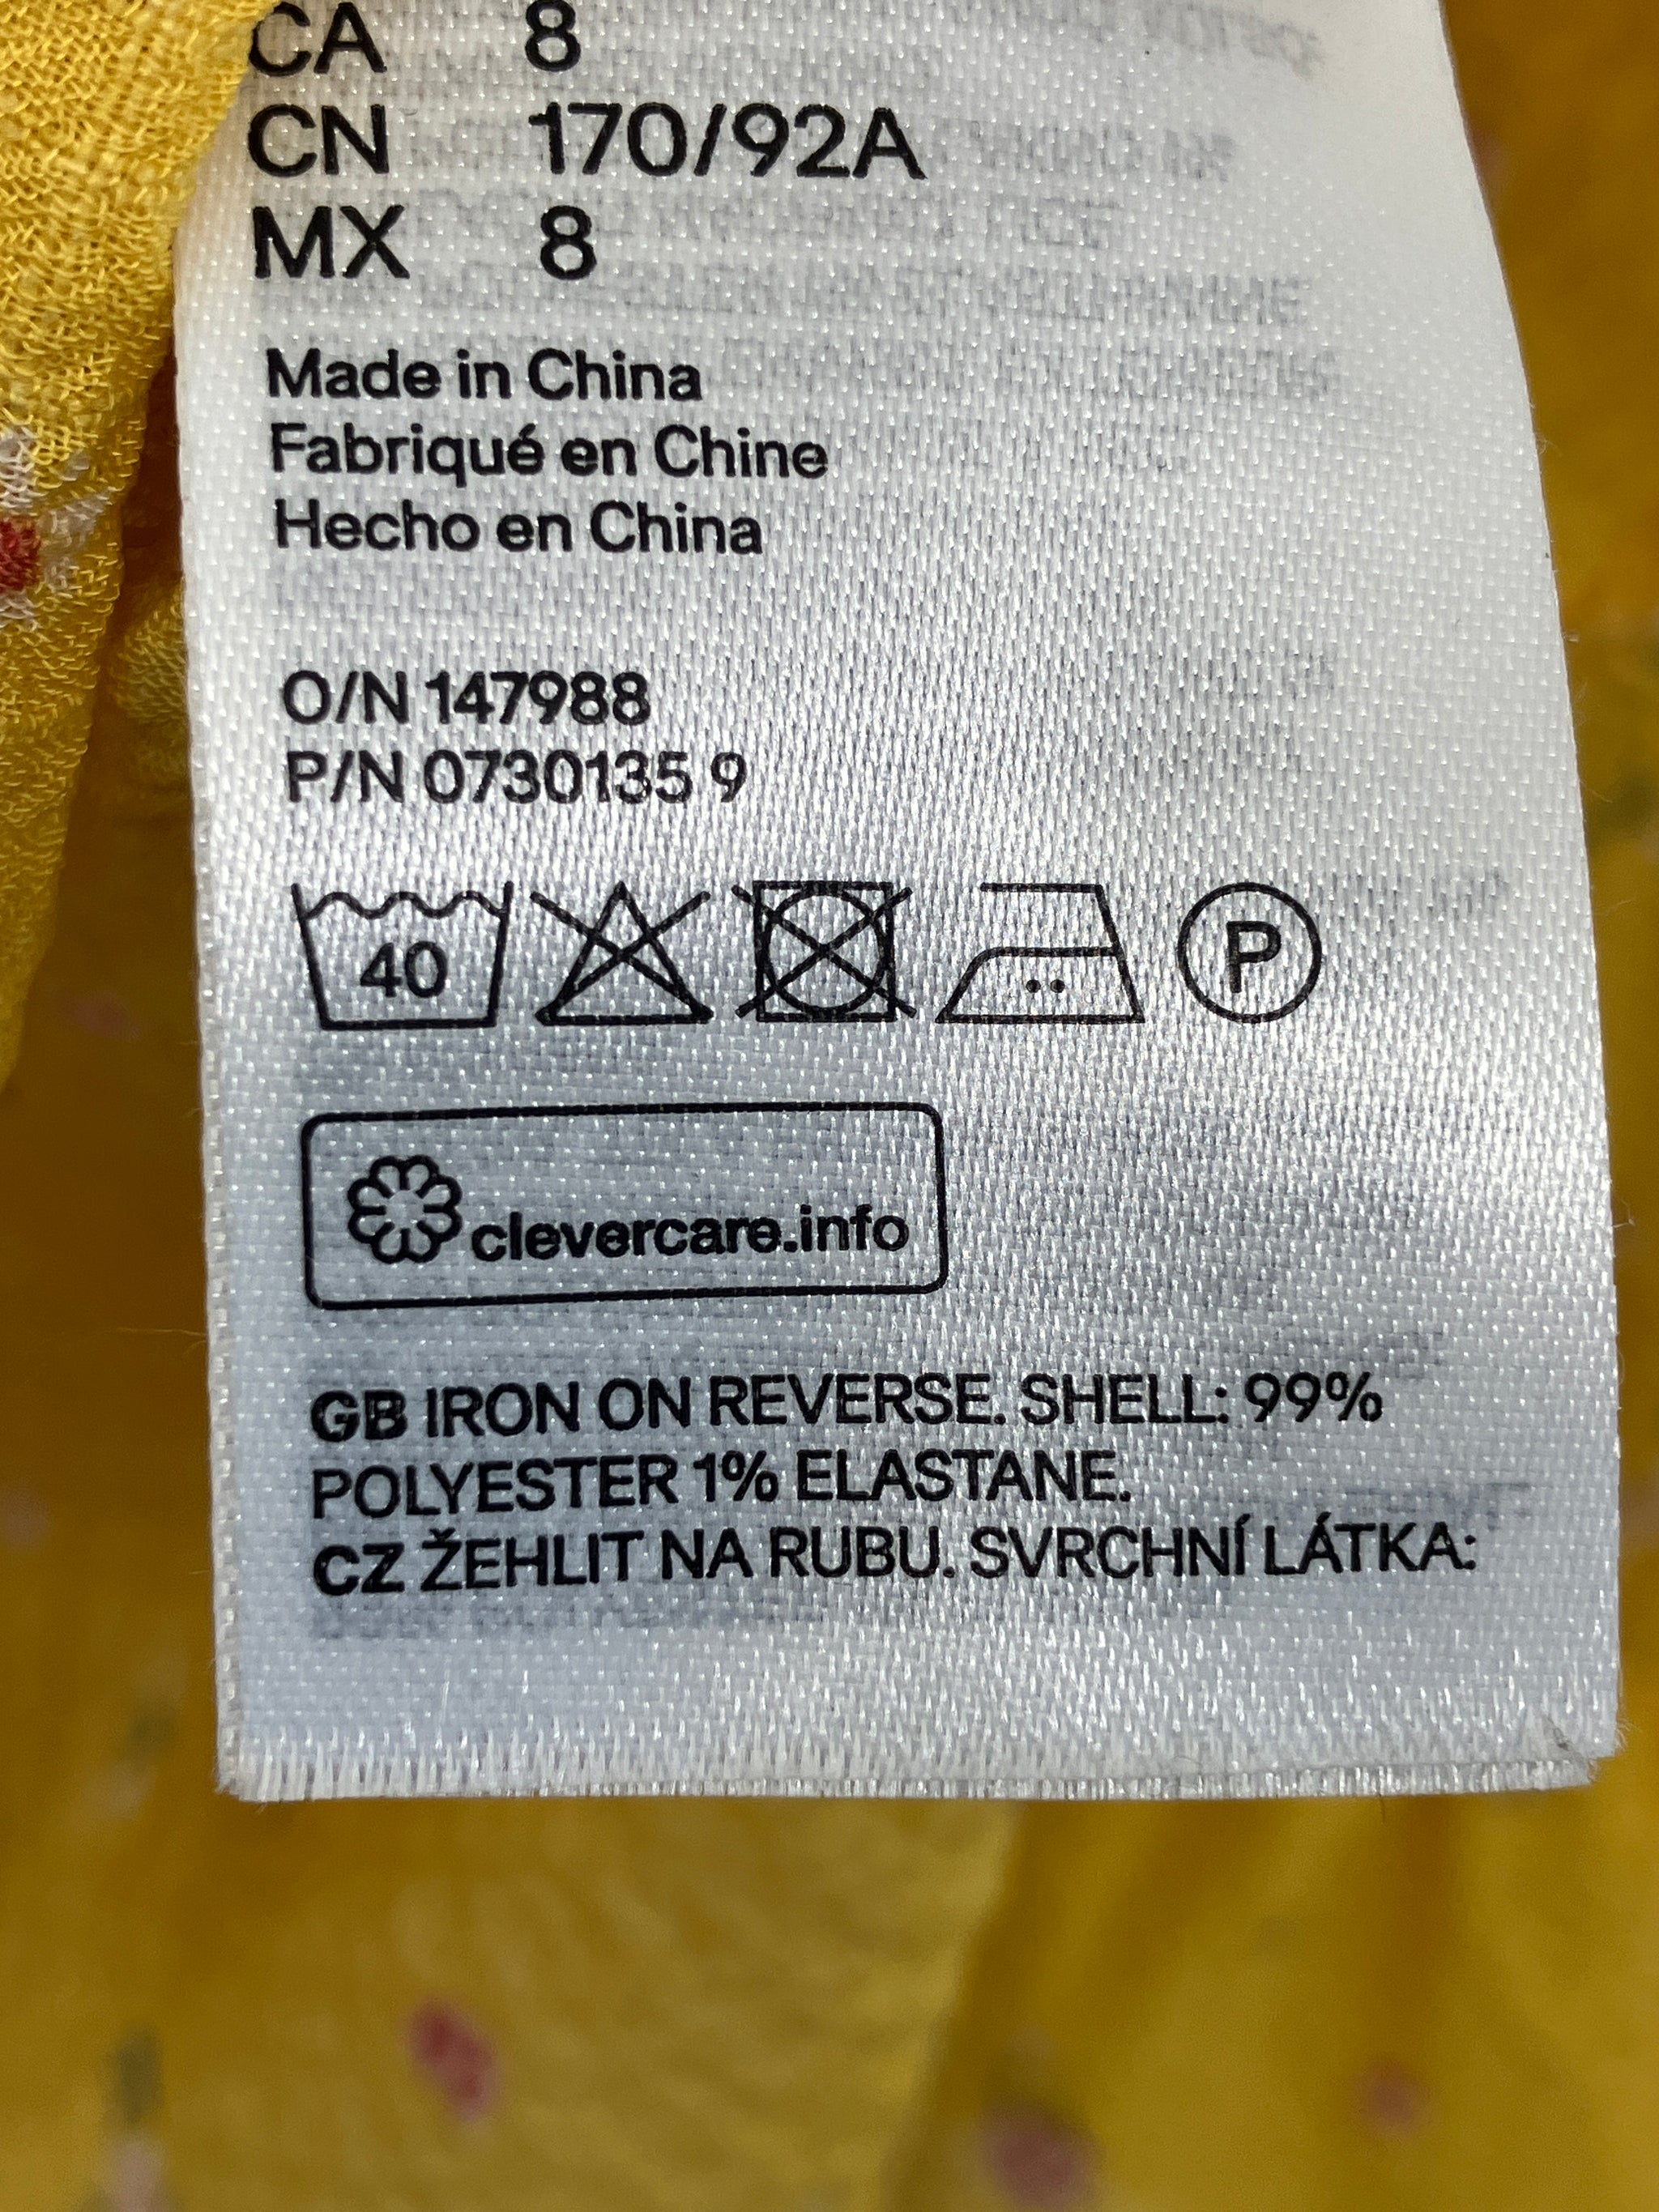 CA 8
CN 170/92A
MX 8
Made in China
Fabriqué en Chine
Hecho en China
O/N 147988
P/N 0730135 9
40
P
clevercare.info
GB IRON ON REVERSE. SHELL: 99%
POLYESTER 1% ELASTANE.
CZ ŽEHLIT NA RUBU. SVRCHNÍ LÁTKA: